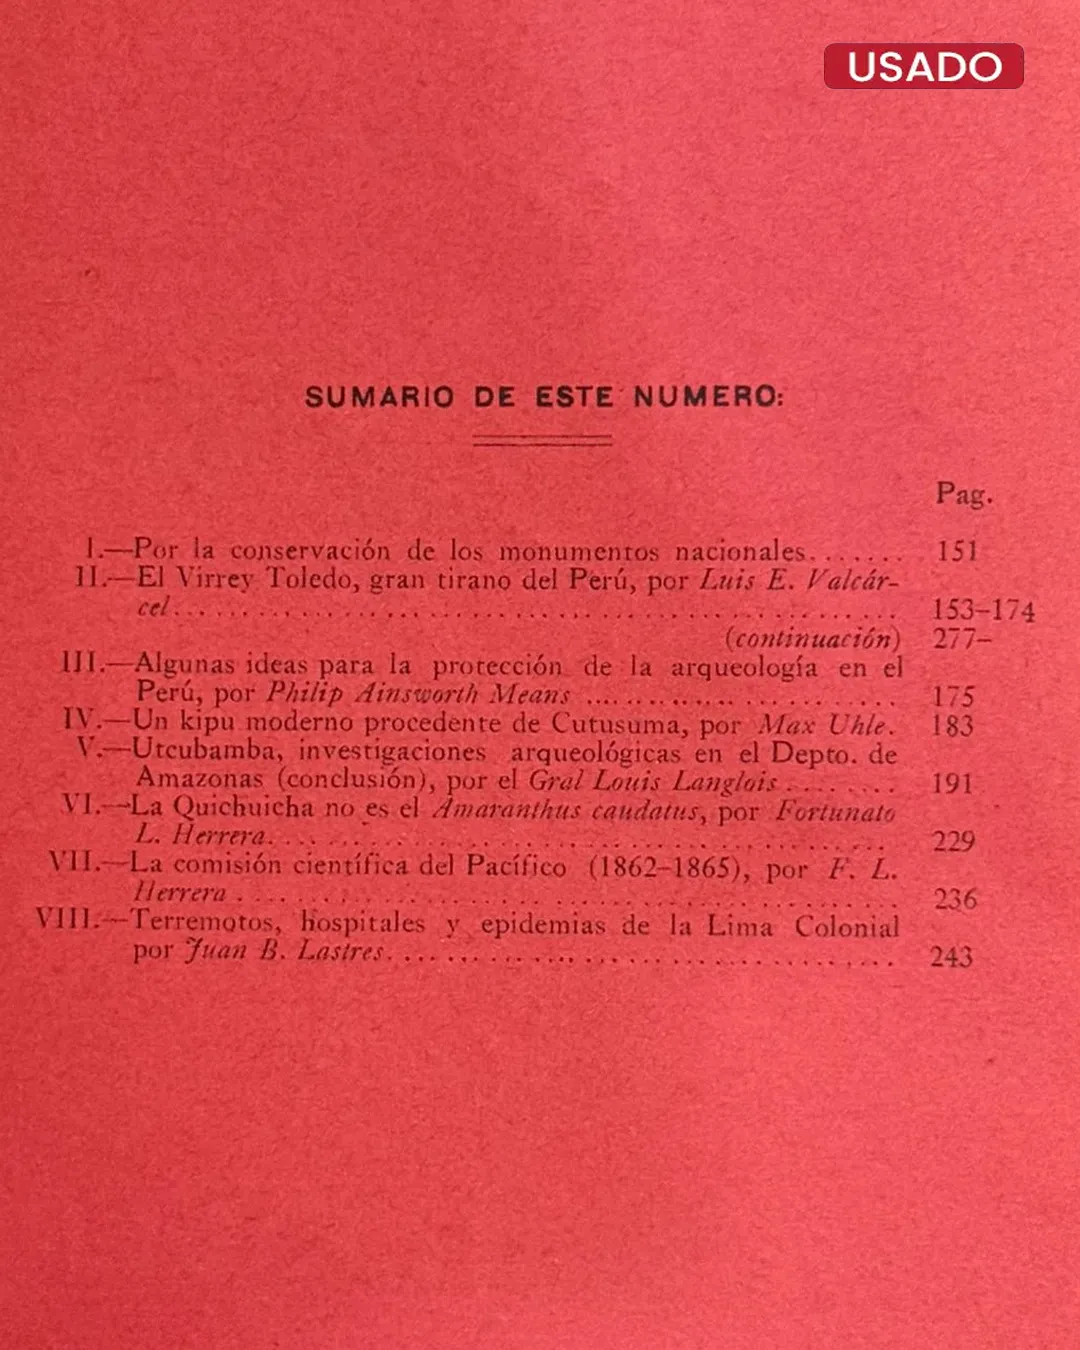 USADO
SUMARIO DE ESTE NUMERO:
Pag.
I.—Por la conservación de los monumentos nacionales....... 151
II.—El Virrey Toledo, gran tirano del Perú, por Luis E. Valcár-
cel................................................ 153-174
(continuación) 277-
III.—Algunas ideas para la protección de la arqueología en el
Perú, por Philip Ainsworth Means ........................ 175
IV.—Un kipu moderno procedente de Cutusuma, por Max Uhle. 183
V.—Utcubamba, investigaciones arqueológicas en el Depto. de
Amazonas (conclusión), por el Gral Louis Langlois ......... 191
VI.—La Quichuicha no es el Amaranthus caudatus, por Fortunato
L. Herrera.......................................... 229
VII.—La comisión científica del Pacífico (1862-1865), por F. L.
Herrera ............................................ 236
VIII.—Terremotos, hospitales y epidemias de la Lima Colonial
por Juan B. Lastres.................................. 243